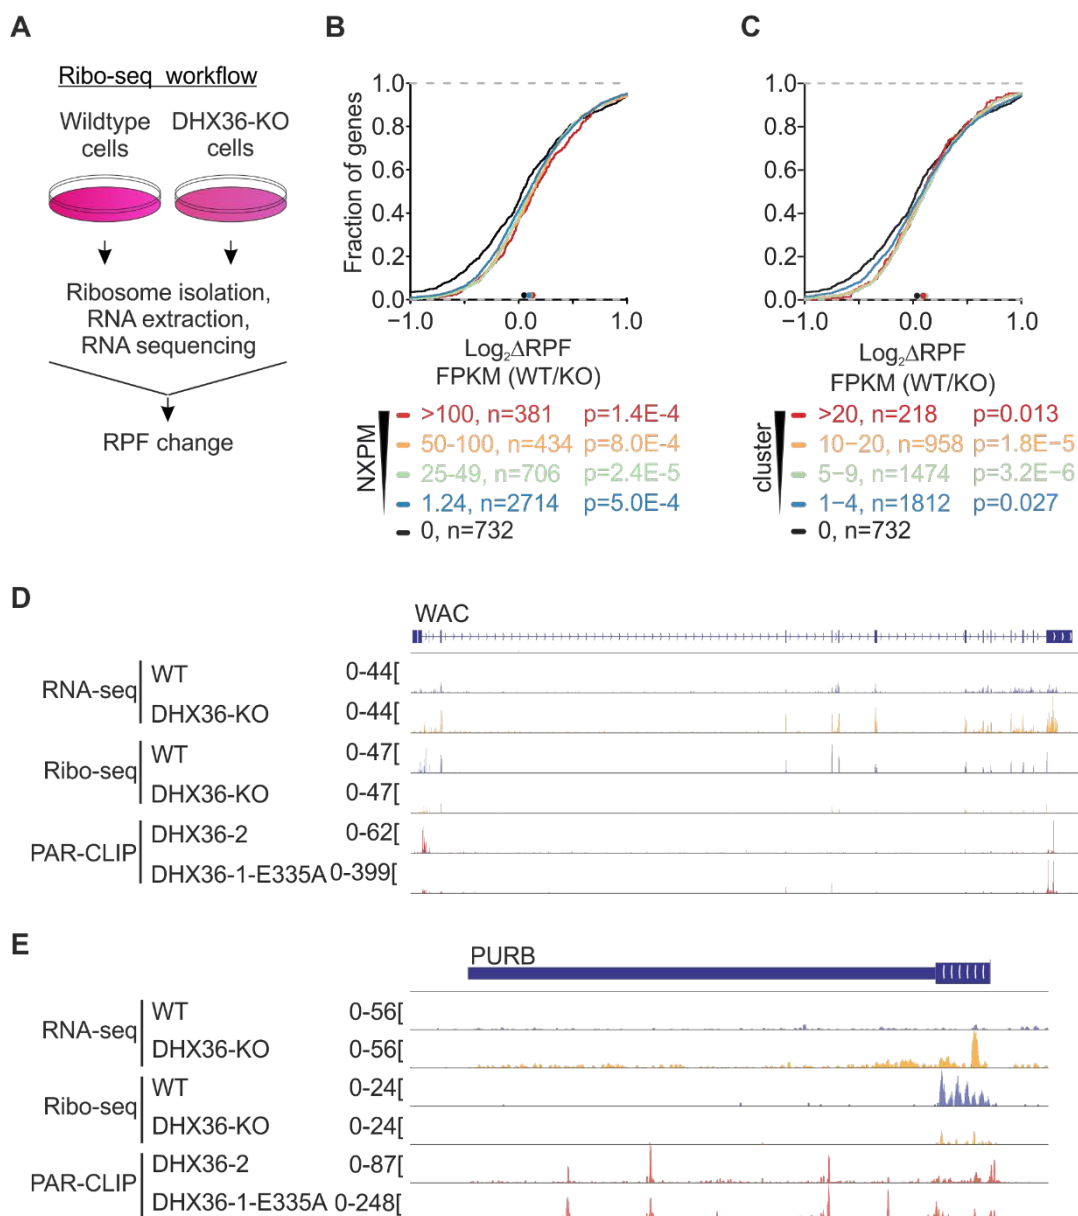 A
Ribo-seq workflow
Wildtype cells
DHX36-KO cells
Ribosome isolation,
RNA extraction,
RNA sequencing
RPF change
B
Fraction of genes
1.0
0.8
0.6
0.4
0.2
0.0
−1.0 0.0 1.0
Log₂ΔRPF
FPKM (WT/KO)
NXPM
>100, n=381 p=1.4E-4
50-100, n=434 p=8.0E-4
25-49, n=706 p=2.4E-5
1.24, n=2714 p=5.0E-4
0, n=732
C
1.0
0.8
0.6
0.4
0.2
0.0
−1.0 0.0 1.0
Log₂ΔRPF
FPKM (WT/KO)
cluster
>20, n=218 p=0.013
10−20, n=958 p=1.8E−5
5−9, n=1474 p=3.2E−6
1−4, n=1812 p=0.027
0, n=732
D
WAC
RNA-seq
WT 0-44[
DHX36-KO 0-44[
Ribo-seq
WT 0-47[
DHX36-KO 0-47[
PAR-CLIP
DHX36-2 0-62[
DHX36-1-E335A 0-399[
E
PURB
RNA-seq
WT 0-56[
DHX36-KO 0-56[
Ribo-seq
WT 0-24[
DHX36-KO 0-24[
PAR-CLIP
DHX36-2 0-87[
DHX36-1-E335A 0-248[